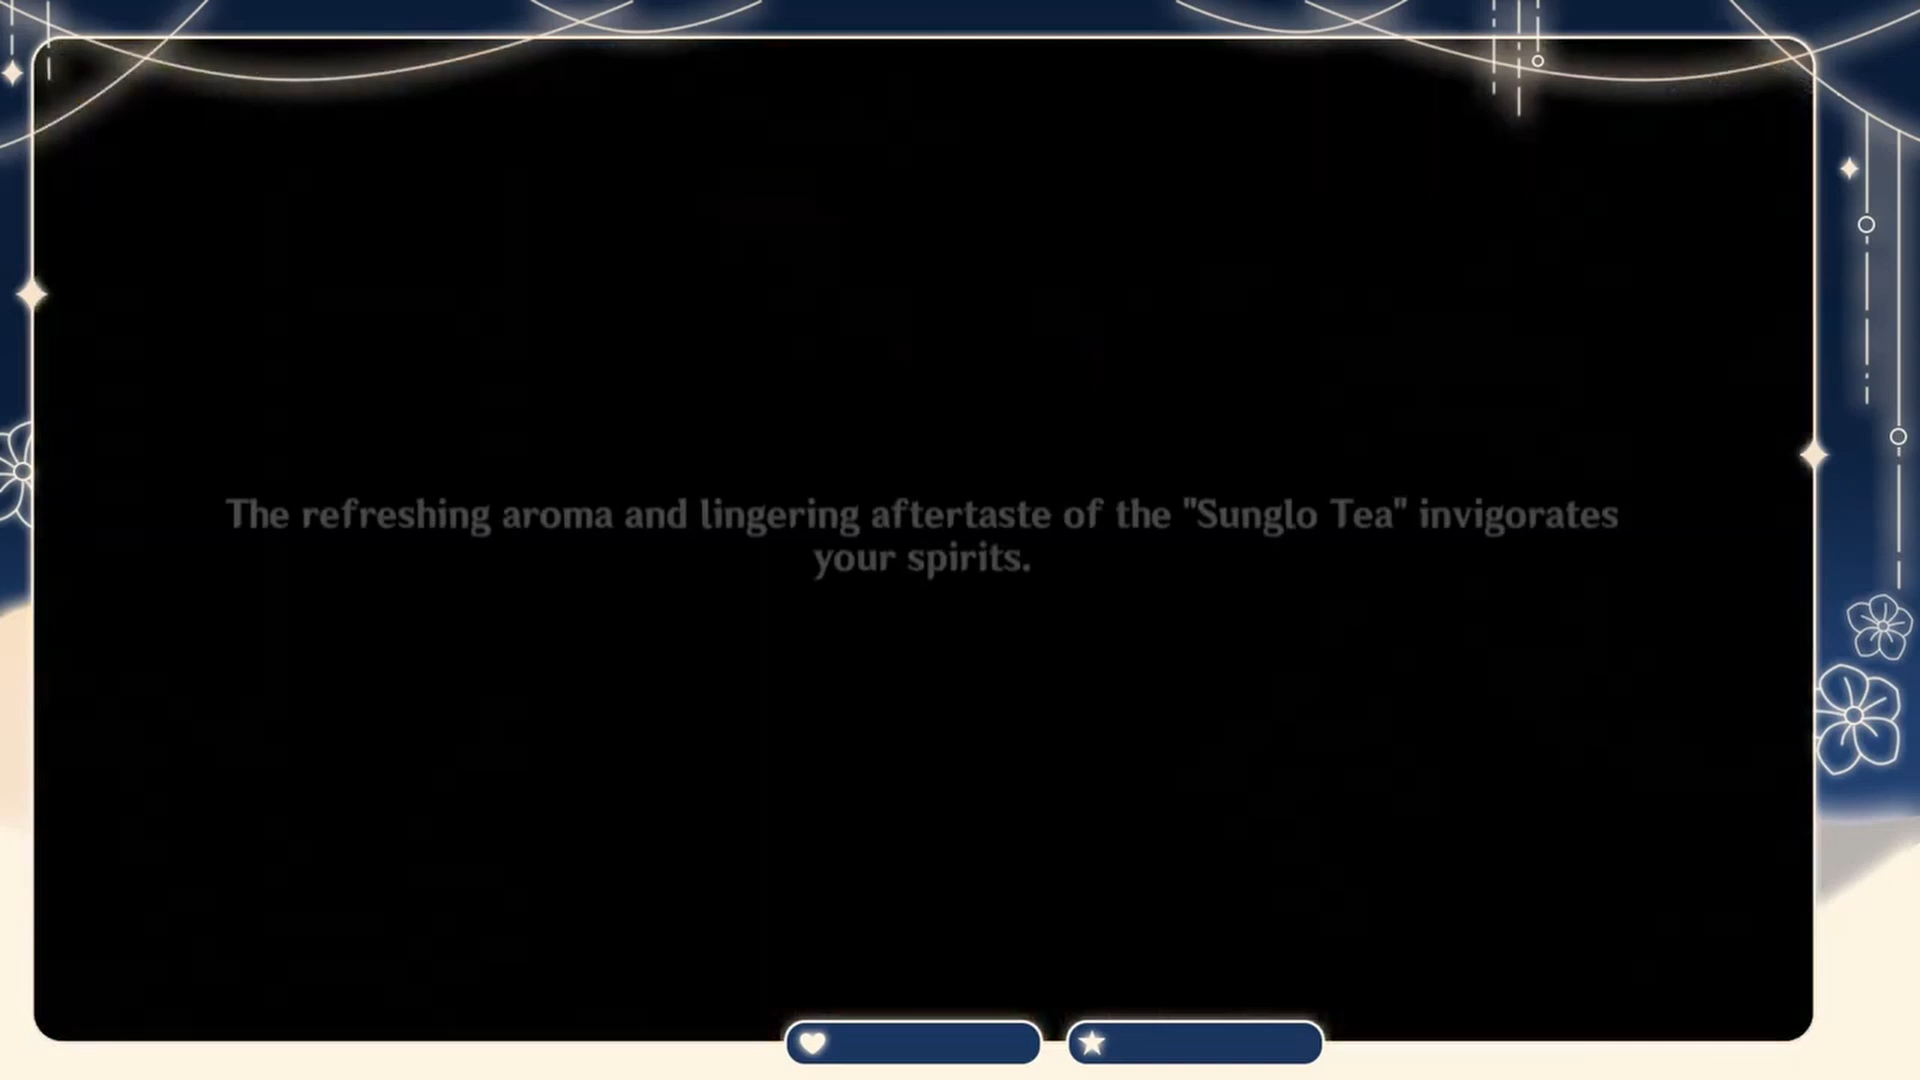 The refreshing aroma and lingering aftertaste of the "Sunglo Tea" invigorates
your spirits.